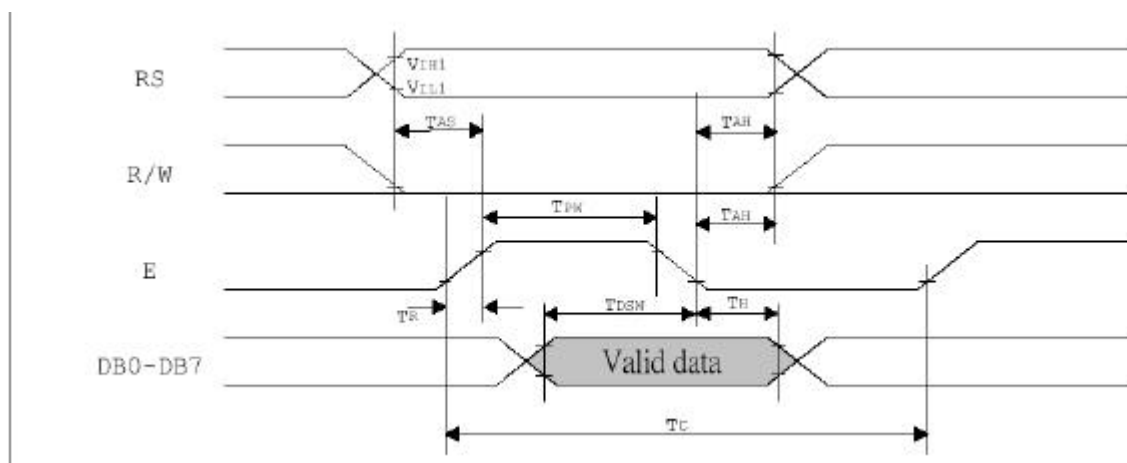 RS
VIH1
VIL1
TAS
TAH
R/W
TPW
TAH
E
TR
TDSW
TH
DB0-DB7
Valid data
TC